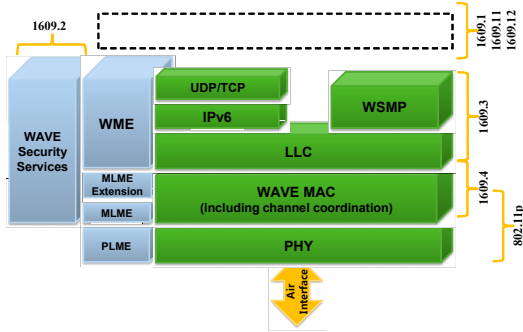 1609.2
1609.1
1609.11
1609.12
UDP/TCP
WAVE
Security
Services
WME
IPv6
WSMP
1609.3
LLC
MLME
Extension
WAVE MAC
(including channel coordination)
1609.4
MLME
802.11p
PLME
PHY
Air
Interface